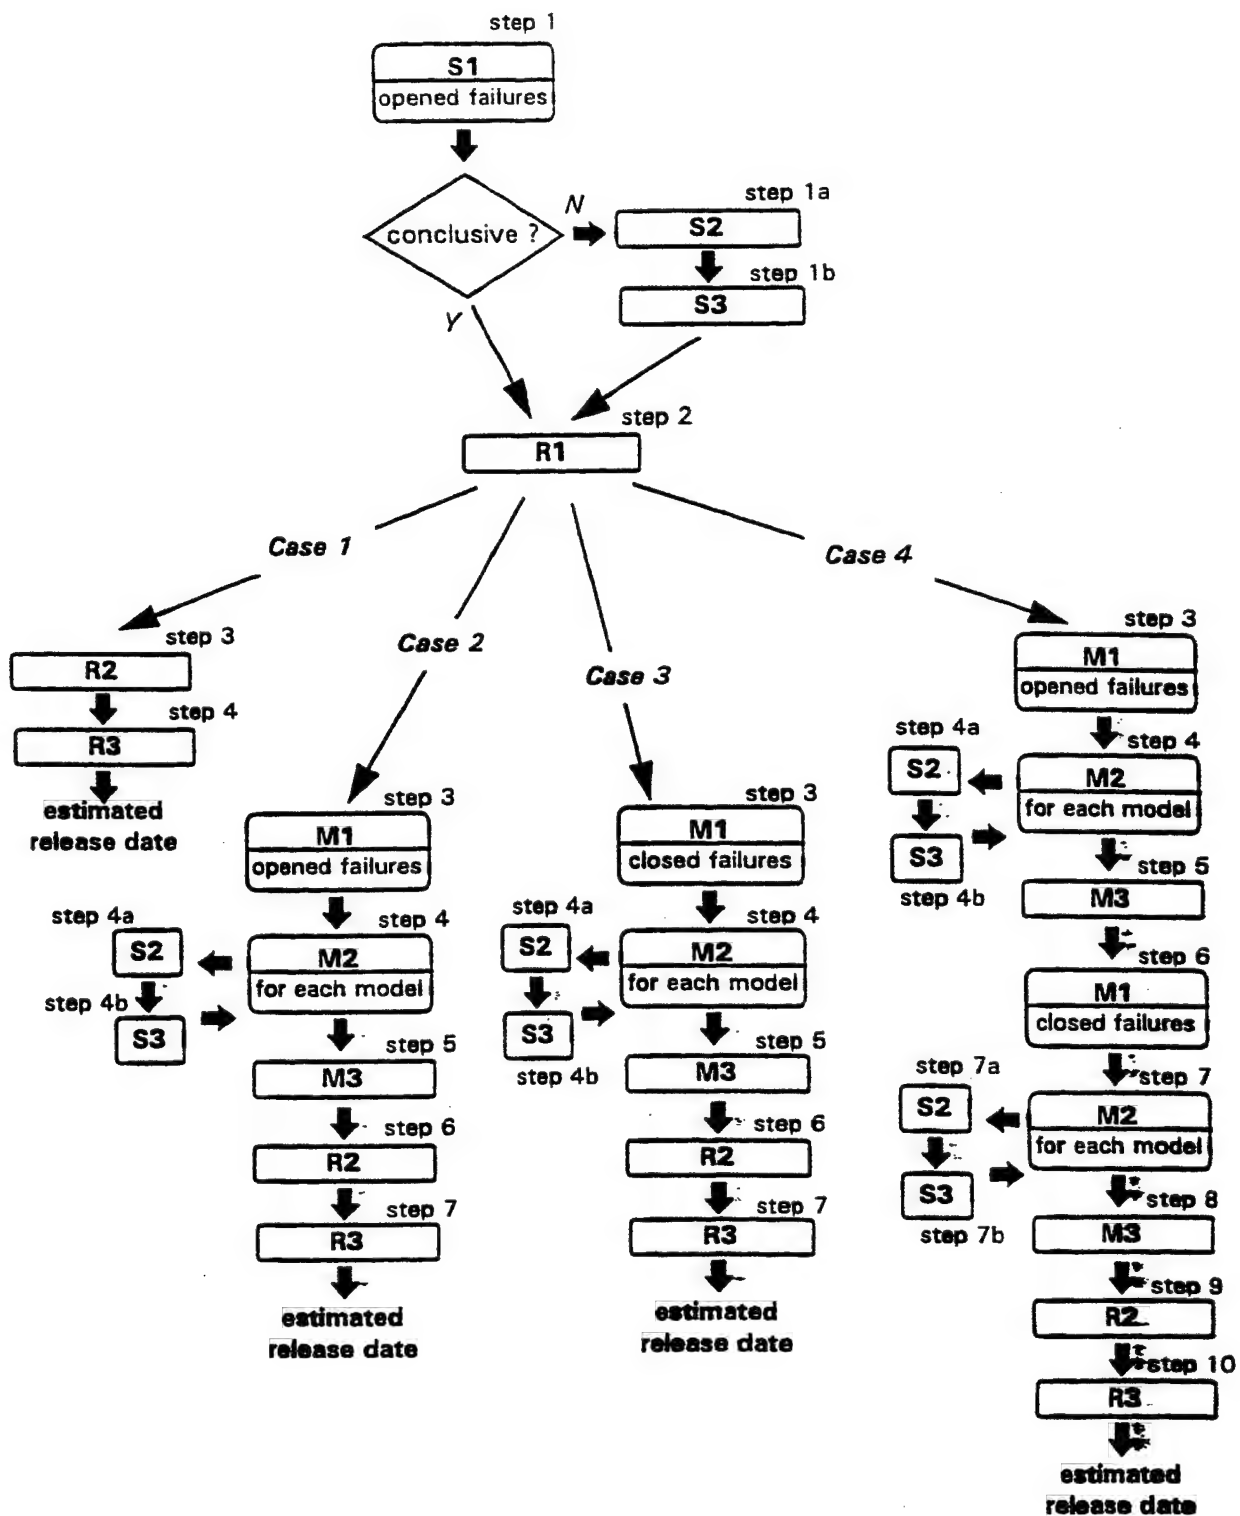 step 1
S1
opened failures
conclusive ?
N
Y
step 1a
S2
step 1b
S3
step 2
R1
Case 1
Case 2
Case 3
Case 4
step 3
R2
step 4
R3
estimated
release date
step 3
M1
opened failures
step 4
M2
for each model
step 4a
S2
step 4b
S3
step 5
M3
step 6
R2
step 7
R3
estimated
release date
step 3
M1
closed failures
step 4
M2
for each model
step 4a
S2
S3
step 4b
step 5
M3
step 6
R2
step 7
R3
estimated
release date
step 3
M1
opened failures
step 4
M2
for each model
step 4a
S2
S3
step 4b
step 5
M3
step 6
M1
closed failures
step 7
M2
for each model
step 7a
S2
S3
step 7b
step 8
M3
step 9
R2
step 10
R3
estimated
release date